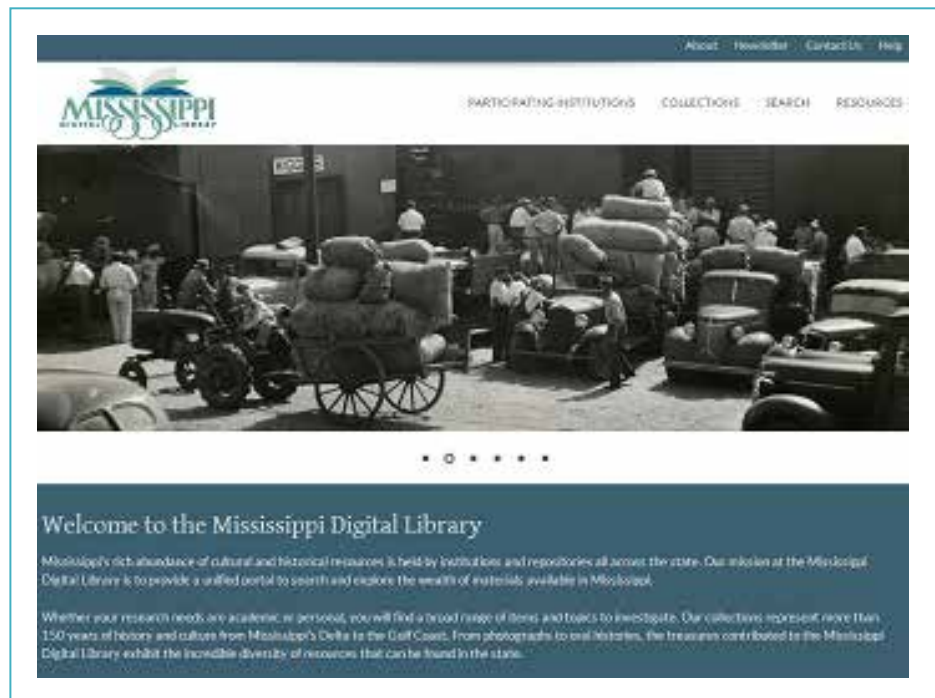 About Newsletter Contact Us Help
MISSISSIPPI
DIGITAL LIBRARY
PARTICIPATING INSTITUTIONS COLLECTIONS SEARCH RESOURCES
Welcome to the Mississippi Digital Library
Mississippi's rich abundance of cultural and historical resources is held by institutions and repositories all across the state. Our mission at the Mississippi
Digital Library is to provide a unified portal to search and explore the wealth of materials available in Mississippi.
Whether your research needs are academic or personal, you will find a broad range of items and topics to investigate. Our collections represent more than
150 years of history and culture from Mississippi's Delta to the Gulf Coast. From photographs to oral histories, the treasures contributed to the Mississippi
Digital Library exhibit the incredible diversity of resources that can be found in the state.